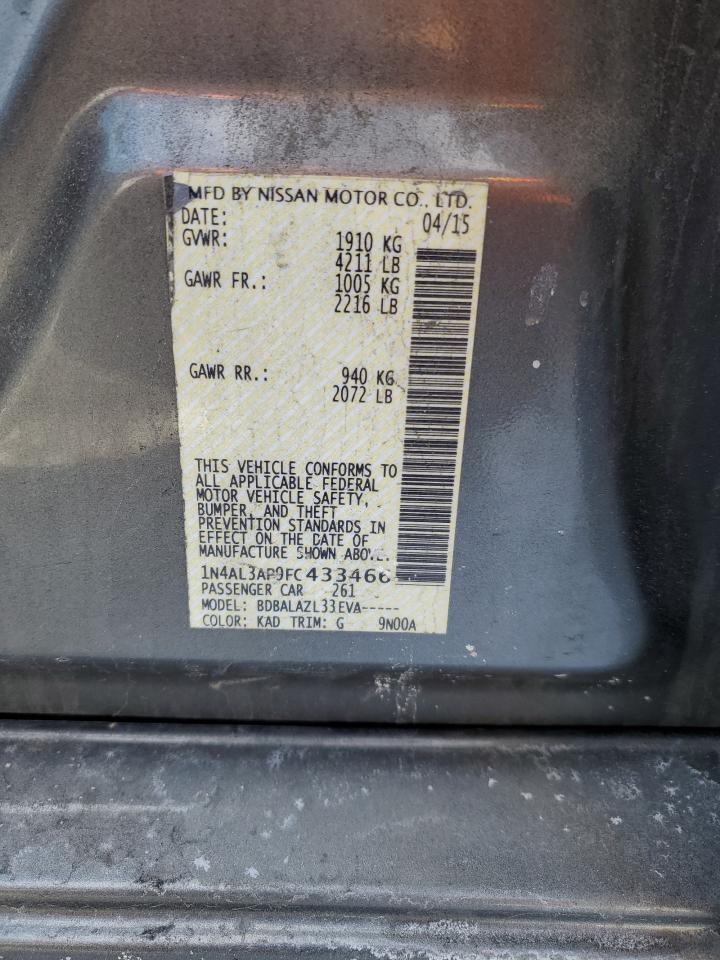 MFD BY NISSAN MOTOR CO., LTD.
DATE: 04/15
GVWR: 1910 KG
4211 LB
GAWR FR.: 1005 KG
2216 LB
GAWR RR.: 940 KG
2072 LB
THIS VEHICLE CONFORMS TO
ALL APPLICABLE FEDERAL
MOTOR VEHICLE SAFETY,
BUMPER, AND THEFT
PREVENTION STANDARDS IN
EFFECT ON THE DATE OF
MANUFACTURE SHOWN ABOVE.
1N4AL3AP9FC433466
PASSENGER CAR 261
MODEL: BDBALAZL33EVA-----
COLOR: KAD TRIM: G 9N00A